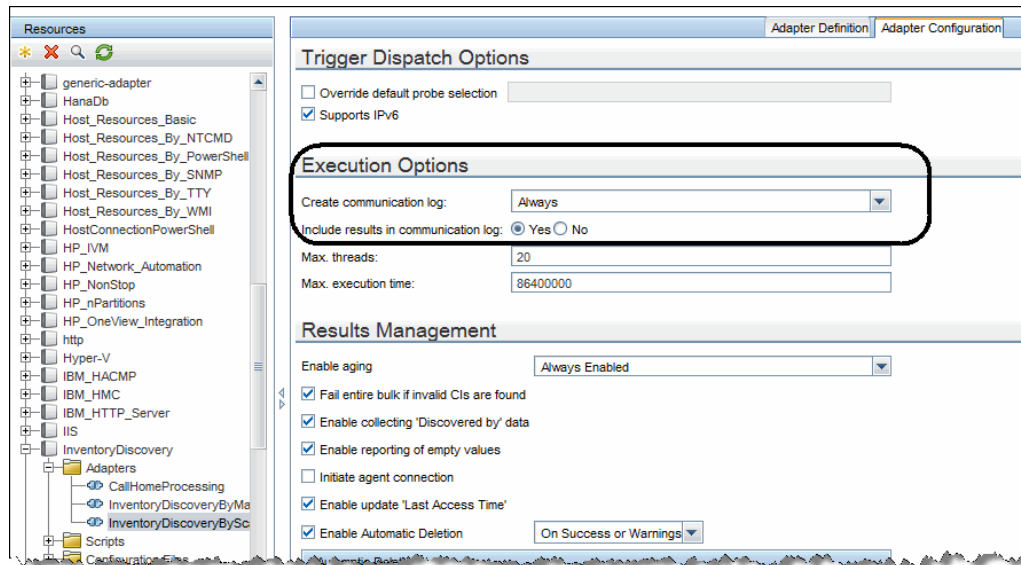 Resources
generic-adapter
HanaDb
Host_Resources_Basic
Host_Resources_By_NTCMD
Host_Resources_By_PowerShell
Host_Resources_By_SNMP
Host_Resources_By_TTY
Host_Resources_By_WMI
HostConnectionPowerShell
HP_IVM
HP_Network_Automation
HP_NonStop
HP_nPartitions
HP_OneView_Integration
http
Hyper-V
IBM_HACMP
IBM_HMC
IBM_HTTP_Server
IIS
InventoryDiscovery
Adapters
CallHomeProcessing
InventoryDiscoveryByMa
InventoryDiscoveryBySc
Scripts
Configuration Files
Adapter Definition Adapter Configuration
Trigger Dispatch Options
Override default probe selection
Supports IPv6
Execution Options
Create communication log: Always
Include results in communication log: Yes No
Max. threads: 20
Max. execution time: 86400000
Results Management
Enable aging Always Enabled
Fail entire bulk if invalid CIs are found
Enable collecting 'Discovered by' data
Enable reporting of empty values
Initiate agent connection
Enable update 'Last Access Time'
Enable Automatic Deletion On Success or Warnings